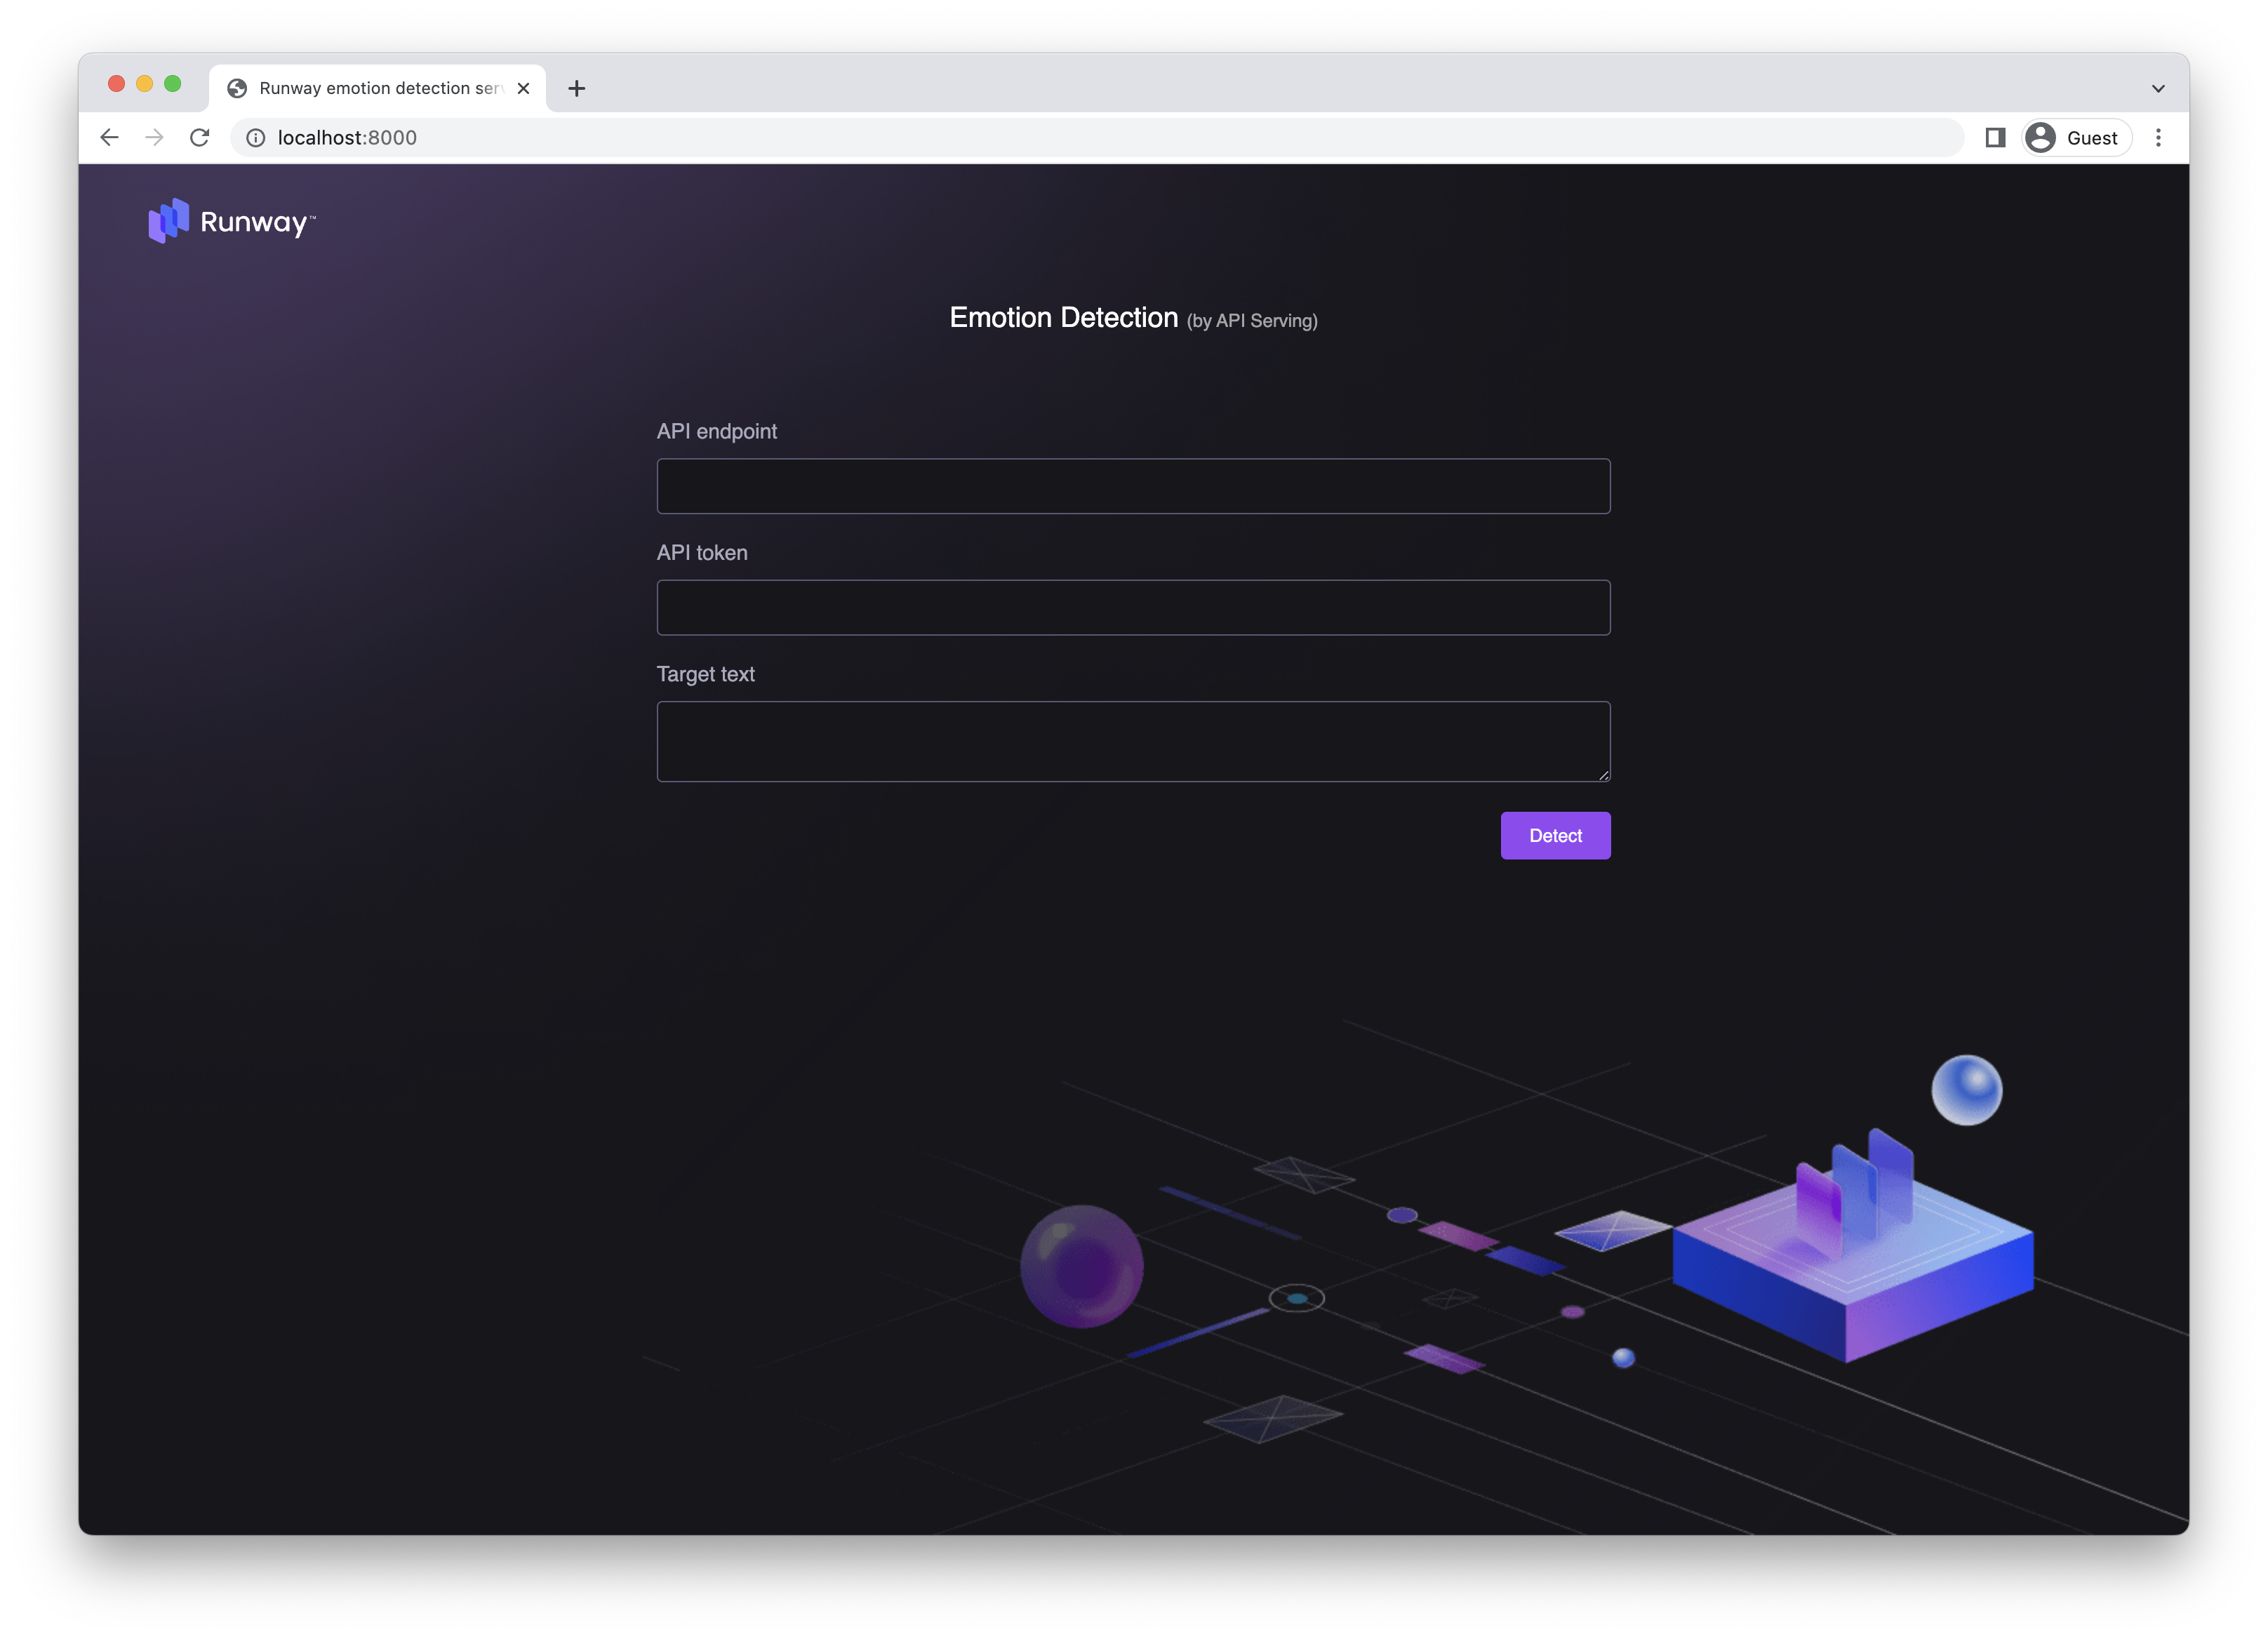 Runway emotion detection ser
localhost:8000
Guest
Runway™
Emotion Detection (by API Serving)
API endpoint
API token
Target text
Detect